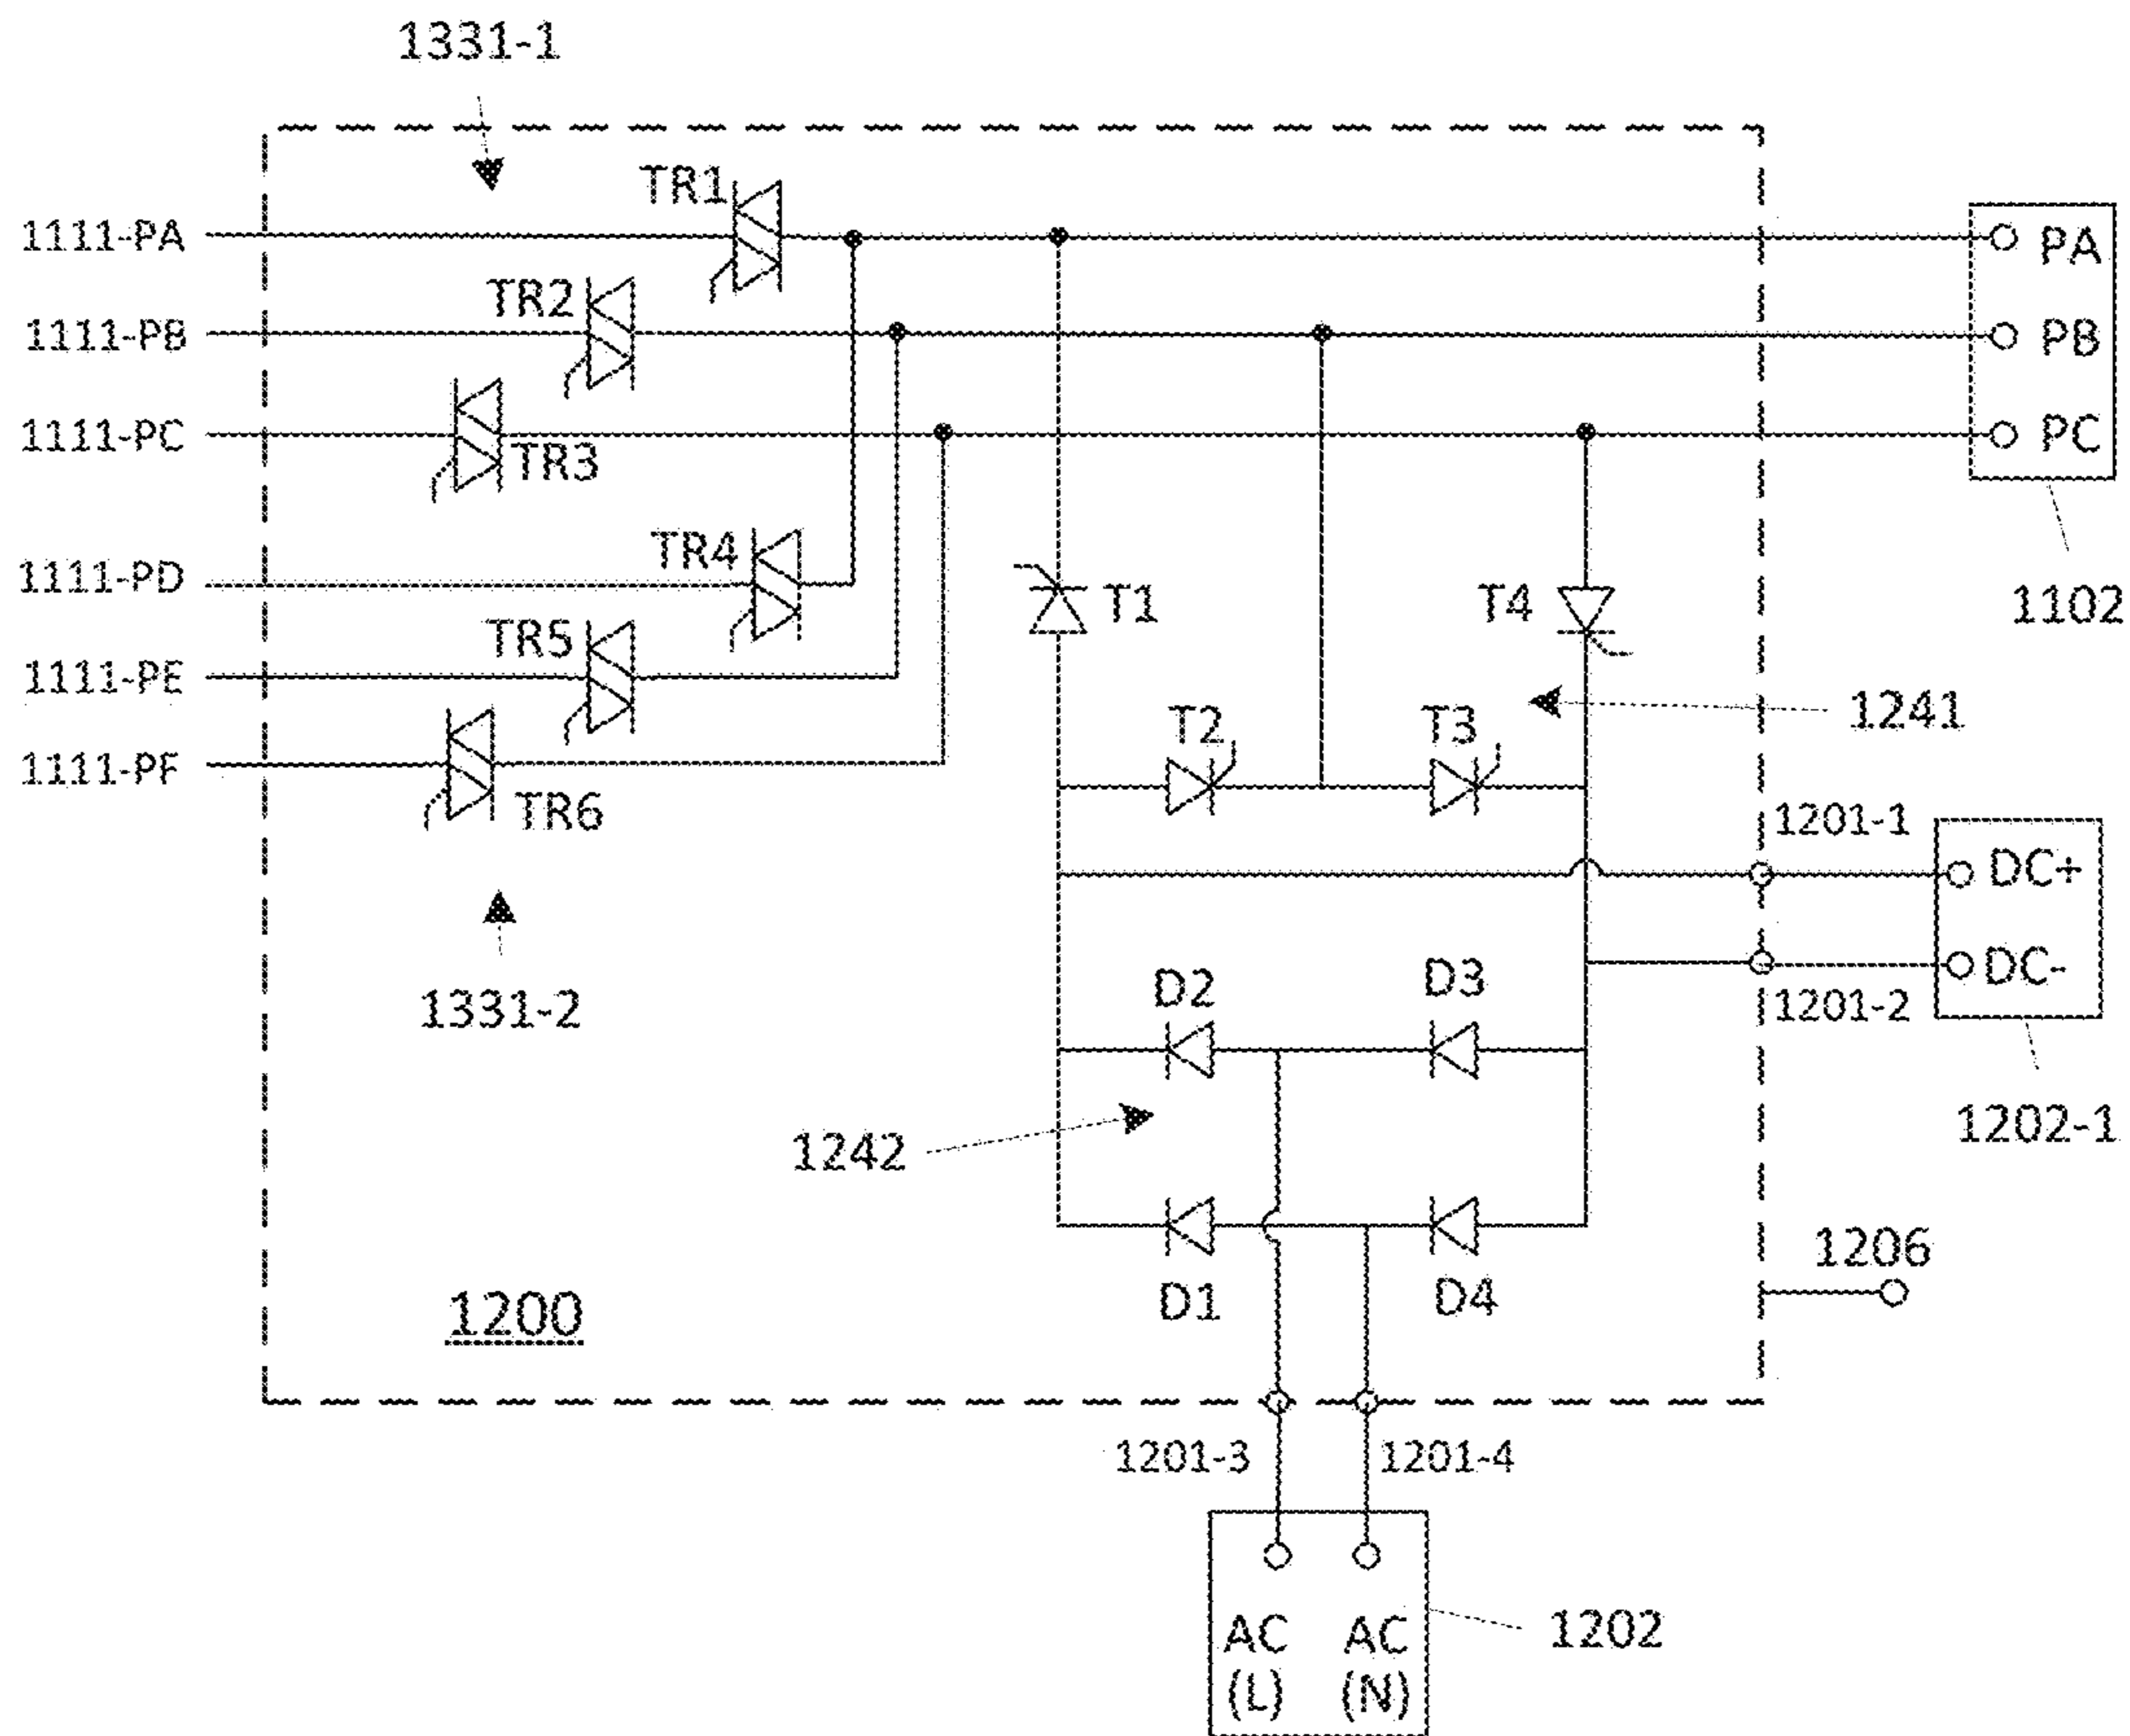 1331-1
TR1
1111-PA
PA
TR2
1111-PB
PB
1111-PC
PC
TR3
TR4
1111-PD
T1
T4
1102
TR5
1111-PE
T2
T3
1241
1111-PF
TR6
1201-1
DC+
DC-
D2
D3
1331-2
1201-2
1242
1202-1
1206
D1
D4
1200
1201-3
1201-4
AC
AC
1202
(L)
(N)